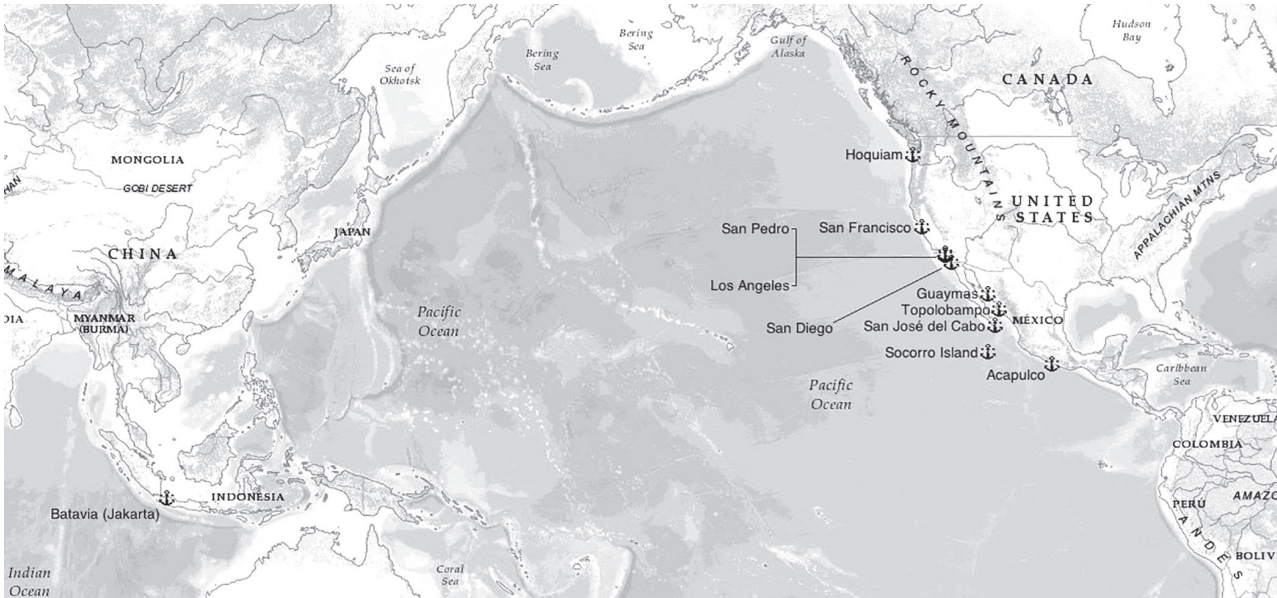 Hudson
Bay
Bering
Sea
Gulf of
Alaska
Bering
Sea
Sea of
Okhotsk
CANADA
ROCKY MOUNTAINS
MONGOLIA
Hoquiam
GOBI DESERT
HAN
UNITED
STATES
APPALACHIAN MTNS
San Pedro
San Francisco
JAPAN
CHINA
MALAYA
Los Angeles
Guaymas
Topolobampo
MÉXICO
San José del Cabo
San Diego
Pacific
Ocean
DIA
MYANMAR
(BURMA)
Socorro Island
Acapulco
Caribbean
Sea
Pacific
Ocean
VENEZUELA
COLOMBIA
INDONESIA
Batavia (Jakarta)
PERÚ
AMAZO
ANDES
BOLIV
Coral
Sea
Indian
Ocean